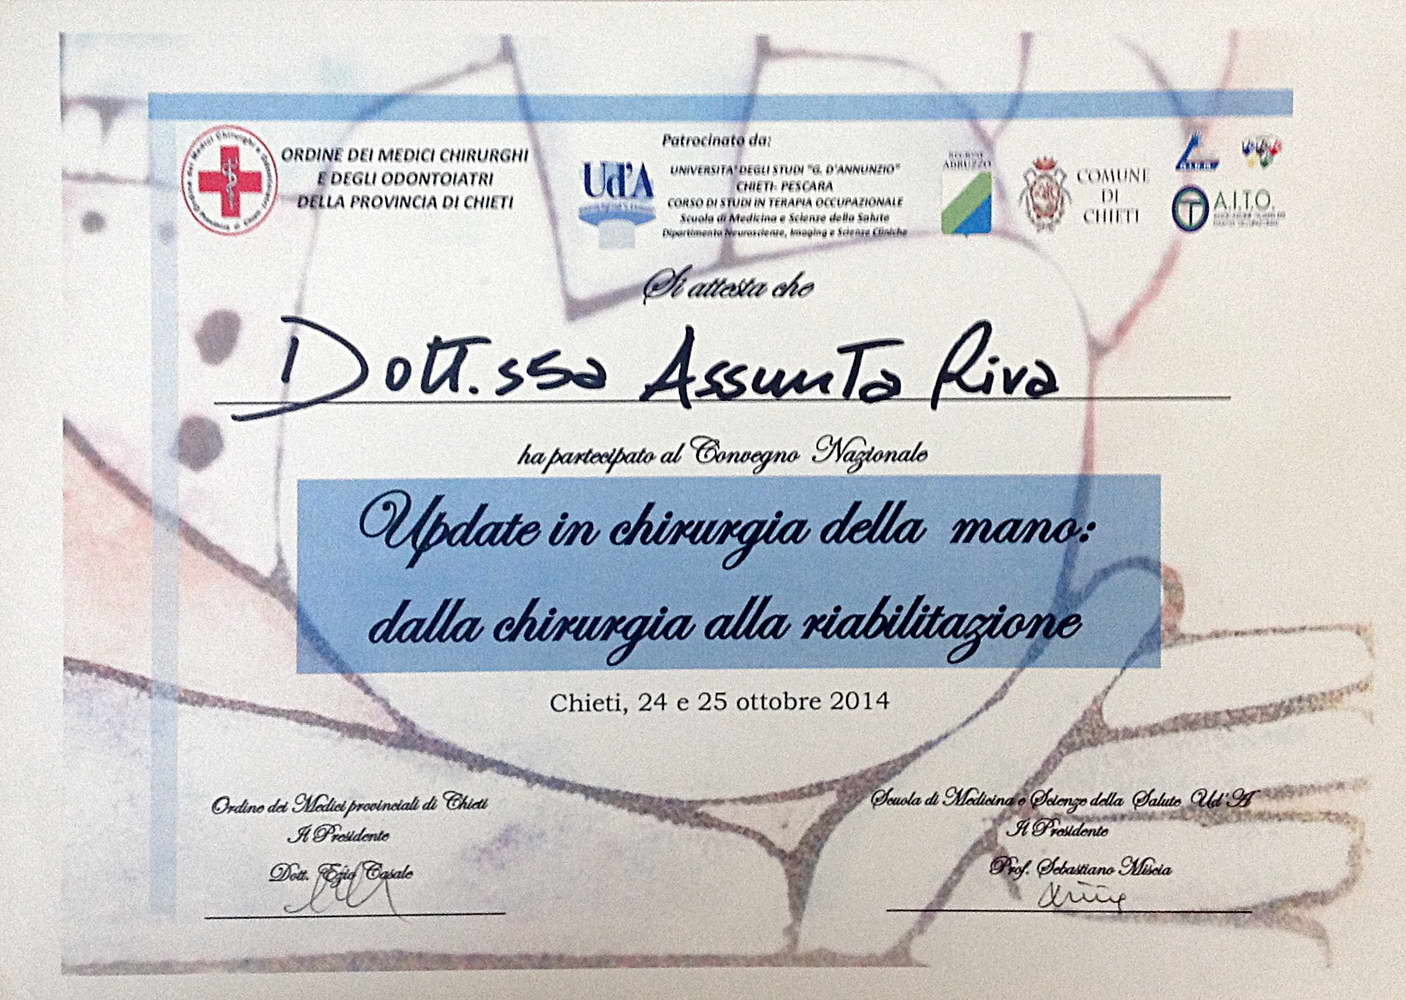 ORDINE DEI MEDICI CHIRURGHI
E DEGLI ODONTOIATRI
DELLA PROVINCIA DI CHIETI
Patrocinato da:
Ud'A
UNIVERSITA' DEGLI STUDI "G. D'ANNUNZIO"
CHIETI- PESCARA
CORSO DI STUDI IN TERAPIA OCCUPAZIONALE
Scuola di Medicina e Scienze della Salute
Dipartimento Neuroscienze, Imaging e Scienze Cliniche
REGIONE
ABRUZZO
COMUNE
DI
CHIETI
A.I.T.O.
Si attesta che
Dott.ssa Assunta Riva
ha partecipato al Convegno Nazionale
Update in chirurgia della mano:
dalla chirurgia alla riabilitazione
Chieti, 24 e 25 ottobre 2014
Ordine dei Medici provinciali di Chieti
Il Presidente
Dott. Ezio Casale
Scuola di Medicina e Scienze della Salute Ud'A
Il Presidente
Prof. Sebastiano Miscia